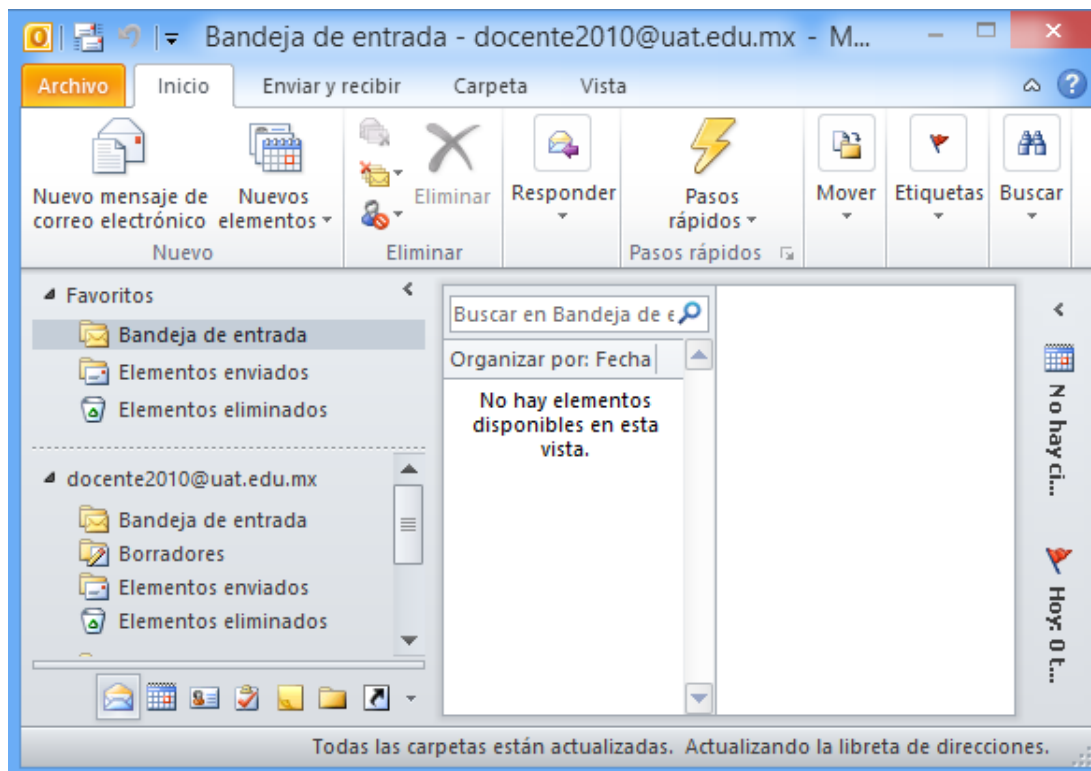 Bandeja de entrada - docente2010@uat.edu.mx - M...
Archivo Inicio Enviar y recibir Carpeta Vista
Nuevo mensaje de correo electrónico
Nuevos elementos
Eliminar
Responder
Pasos rápidos
Mover
Etiquetas
Buscar
Nuevo
Eliminar
Pasos rápidos
Favoritos
Bandeja de entrada
Elementos enviados
Elementos eliminados
docente2010@uat.edu.mx
Bandeja de entrada
Borradores
Elementos enviados
Elementos eliminados
Buscar en Bandeja de e
Organizar por: Fecha
No hay elementos
disponibles en esta
vista.
No hay ci...
Hoy: 0 t...
Todas las carpetas están actualizadas. Actualizando la libreta de direcciones.